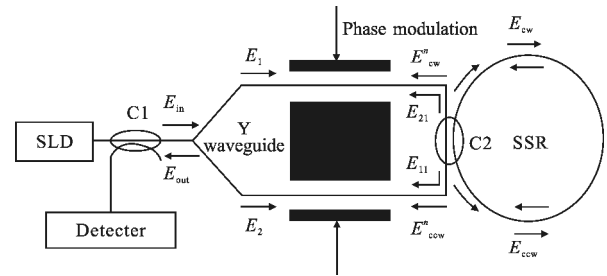 Phase modulation
E_cw
E_1
E^n_cw
C1
E_in
SLD
Y
waveguide
E_21
C2
SSR
E_out
E_11
Detecter
E_2
E^n_ccw
E_ccw